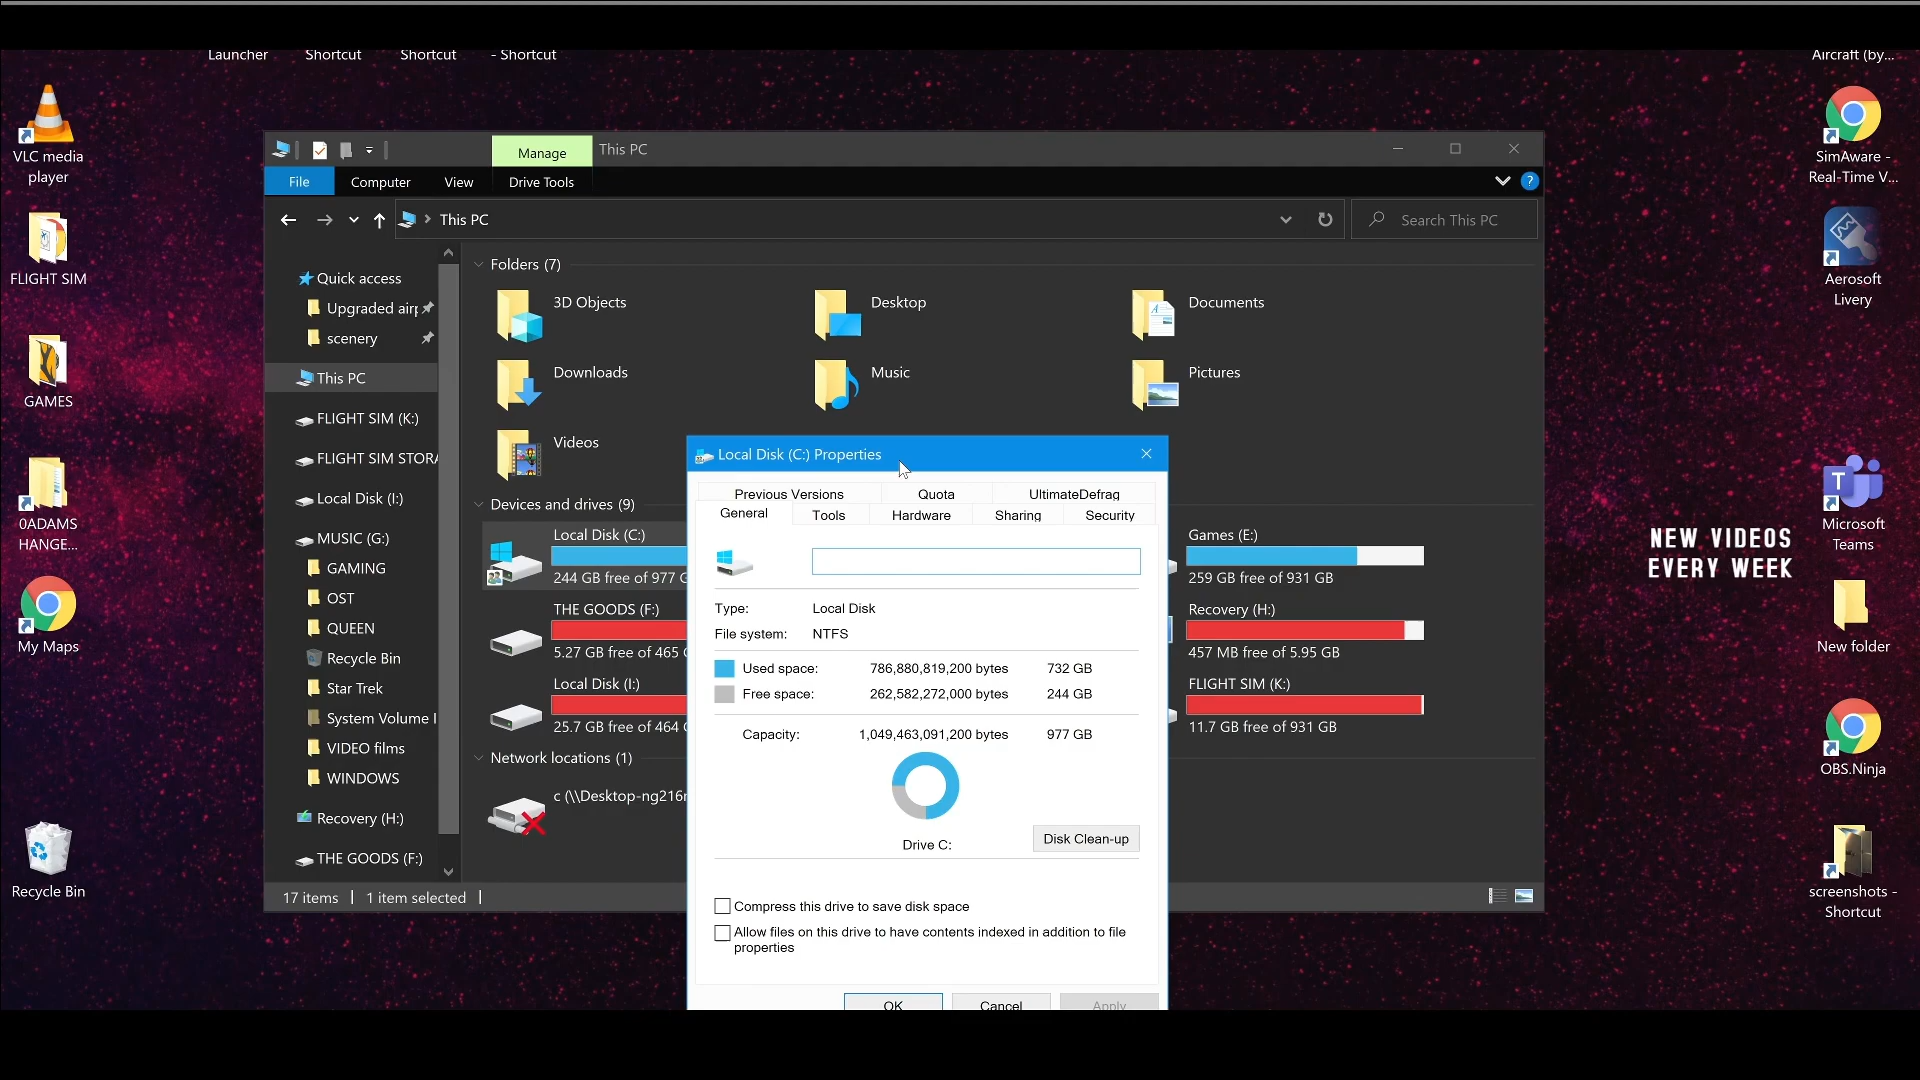 Launcher
Shortcut
Shortcut
- Shortcut
Aircraft (by...
VLC media
player
FLIGHT SIM
GAMES
0ADAMS
HANGE...
My Maps
Recycle Bin
Manage
This PC
File
Computer
View
Drive Tools
?
This PC
Search This PC
Quick access
Upgraded airp
scenery
This PC
FLIGHT SIM (K:)
FLIGHT SIM STORA
Local Disk (I:)
MUSIC (G:)
GAMING
OST
QUEEN
Recycle Bin
Star Trek
System Volume I
VIDEO films
WINDOWS
Recovery (H:)
THE GOODS (F:)
Folders (7)
3D Objects
Desktop
Documents
Downloads
Music
Pictures
Videos
Devices and drives (9)
Local Disk (C:)
244 GB free of 977 G
THE GOODS (F:)
5.27 GB free of 465 G
Local Disk (I:)
25.7 GB free of 464 G
Games (E:)
259 GB free of 931 GB
Recovery (H:)
457 MB free of 5.95 GB
FLIGHT SIM (K:)
11.7 GB free of 931 GB
Network locations (1)
c (\\Desktop-ng216r
17 items
1 item selected
Local Disk (C:) Properties
Previous Versions
Quota
UltimateDefrag
General
Tools
Hardware
Sharing
Security
Type: Local Disk
File system: NTFS
Used space: 786,880,819,200 bytes 732 GB
Free space: 262,582,272,000 bytes 244 GB
Capacity: 1,049,463,091,200 bytes 977 GB
Drive C:
Disk Clean-up
Compress this drive to save disk space
Allow files on this drive to have contents indexed in addition to file
properties
OK
Cancel
Apply
SimAware -
Real-Time V...
Aerosoft
Livery
NEW VIDEOS
EVERY WEEK
Microsoft
Teams
New folder
OBS.Ninja
screenshots -
Shortcut